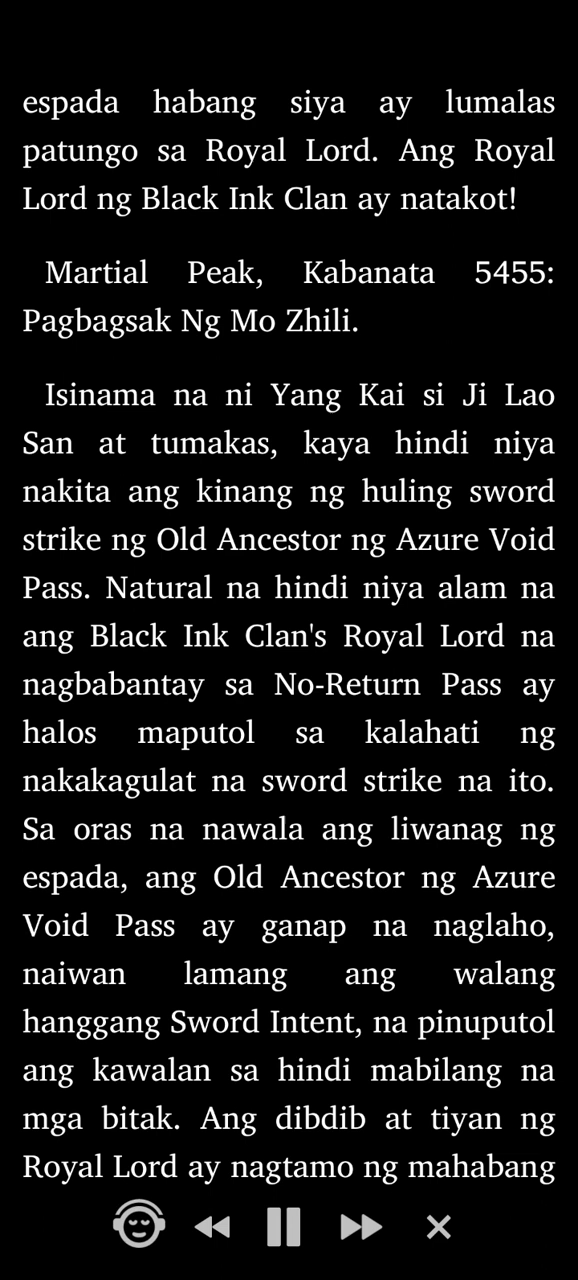 espada habang siya ay lumalas
patungo sa Royal Lord. Ang Royal
Lord ng Black Ink Clan ay natakot!
Martial Peak, Kabanata 5455:
Pagbagsak Ng Mo Zhili.
Isinama na ni Yang Kai si Ji Lao
San at tumakas, kaya hindi niya
nakita ang kinang ng huling sword
strike ng Old Ancestor ng Azure Void
Pass. Natural na hindi niya alam na
ang Black Ink Clan's Royal Lord na
nagbabantay sa No-Return Pass ay
halos maputol sa kalahati ng
nakakagulat na sword strike na ito.
Sa oras na nawala ang liwanag ng
espada, ang Old Ancestor ng Azure
Void Pass ay ganap na naglaho,
naiwan lamang ang walang
hanggang Sword Intent, na pinuputol
ang kawalan sa hindi mabilang na
mga bitak. Ang dibdib at tiyan ng
Royal Lord ay nagtamo ng mahabang